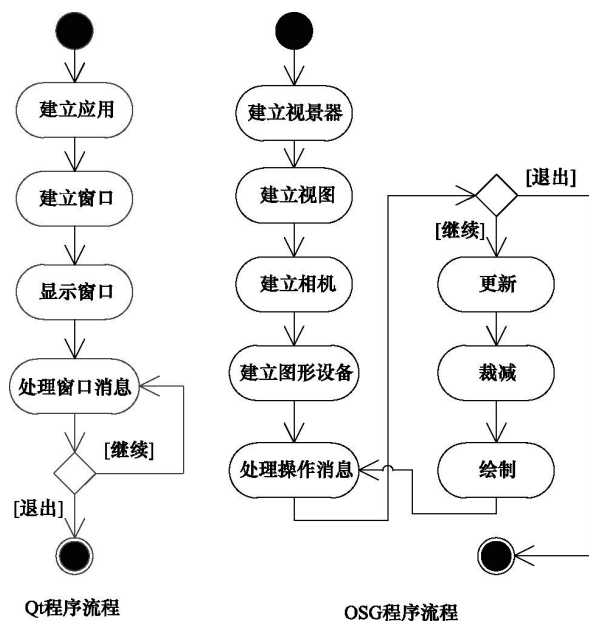 建立应用
建立窗口
显示窗口
处理窗口消息
[继续]
[退出]
Qt程序流程
建立视景器
建立视图
建立相机
建立图形设备
处理操作消息
[退出]
[继续]
更新
裁减
绘制
OSG程序流程